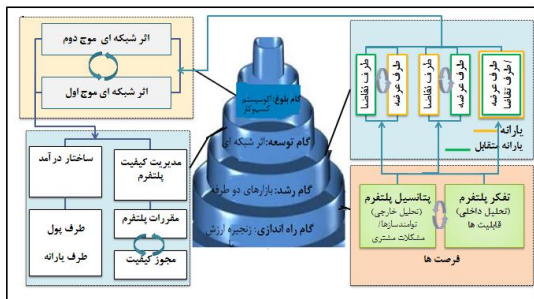 اثر شبکه ای موج دوم
اثر شبکه ای موج اول
ساختار درآمد
طرف پول
طرف یارانه
مدیریت کیفیت
پلتفرم
مقررات پلتفرم
مجوز کیفیت
گام بلوغ: اکوسیستم
کسب‌وکار
گام توسعه: اثر شبکه ای
گام رشد: بازارهای دو طرفه
گام راه اندازی: زنجیره ارزش
طرف تقاضا
طرف عرضه
طرف تقاضا
طرف عرضه
طرف عرضه
/طرف تقاضا
یارانه
یارانه متقابل
پتانسیل پلتفرم
(تحلیل خارجی)
توانمندسازها/
مشکلات مشتری
تفکر پلتفرم
(تحلیل داخلی)
قابلیت ها
فرصت ها